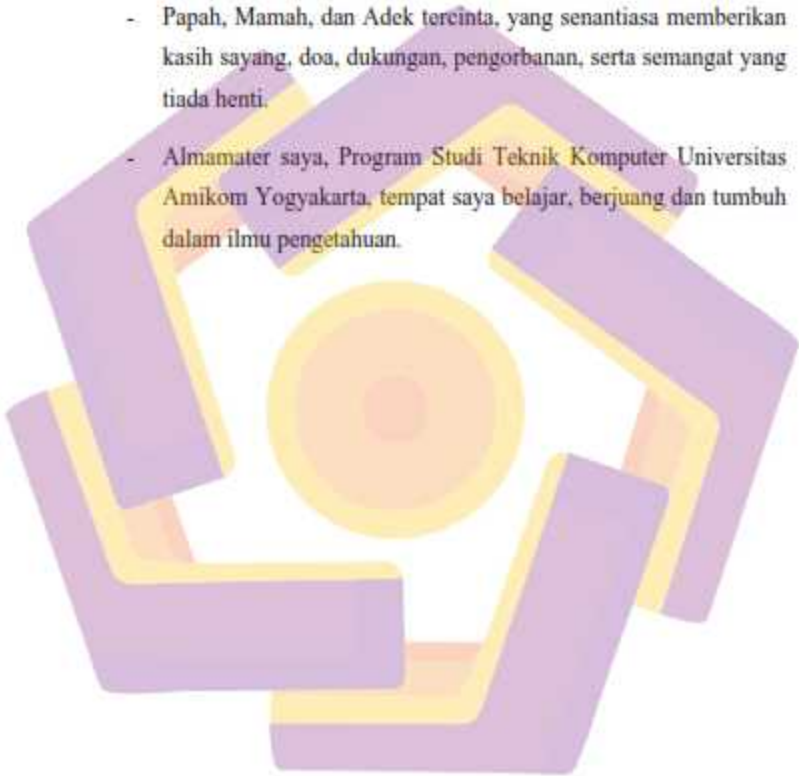 - Papah, Mamah, dan Adek tercinta, yang senantiasa memberikan
kasih sayang, doa, dukungan, pengorbanan, serta semangat yang
tiada henti.
- Almamater saya, Program Studi Teknik Komputer Universitas
Amikom Yogyakarta, tempat saya belajar, berjuang dan tumbuh
dalam ilmu pengetahuan.